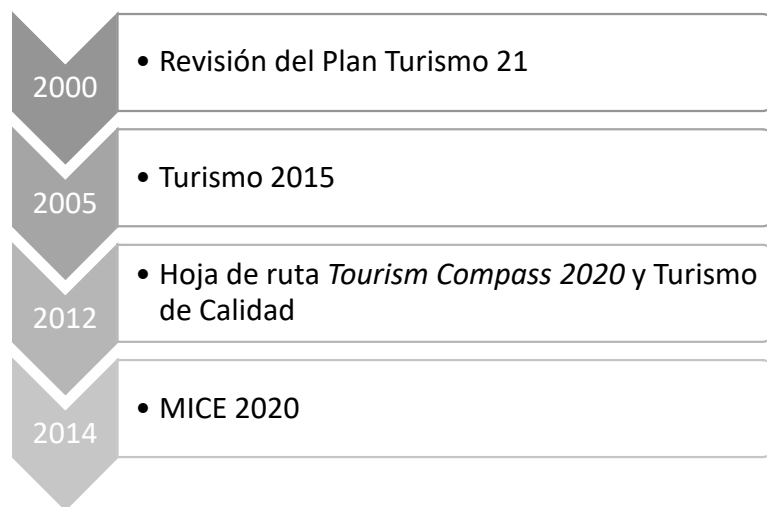 2000
• Revisión del Plan Turismo 21
2005
• Turismo 2015
2012
• Hoja de ruta Tourism Compass 2020 y Turismo
de Calidad
2014
• MICE 2020